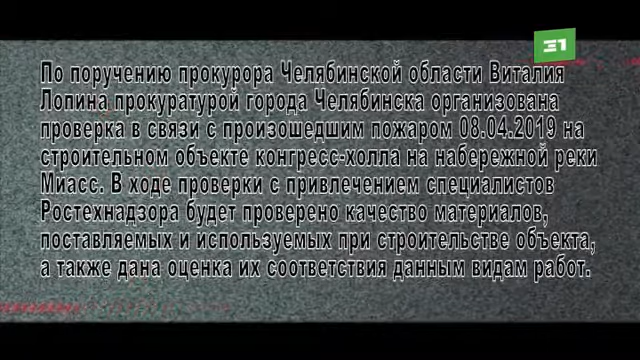 31
По поручению прокурора Челябинской области Виталия
Лопина прокуратурой города Челябинска организована
проверка в связи с произошедшим пожаром 08.04.2019 на
строительном объекте конгресс-холла на набережной реки
Миасс. В ходе проверки с привлечением специалистов
Ростехнадзора будет проверено качество материалов,
поставляемых и используемых при строительстве объекта,
а также дана оценка их соответствия данным видам работ.